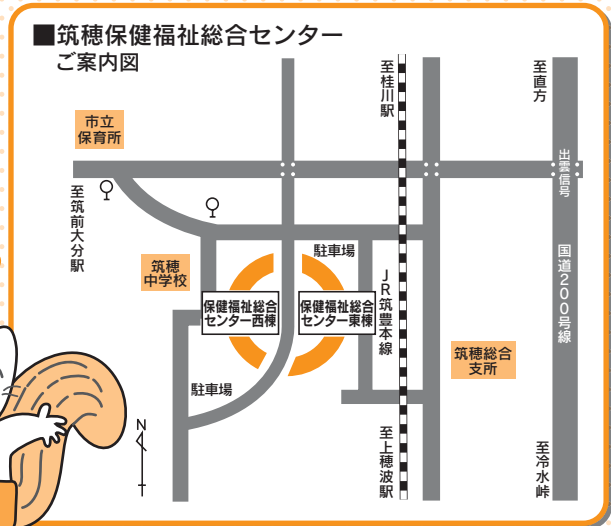 ■筑穂保健福祉総合センター
ご案内図
至桂川駅
至直方
市立
保育所
出雲信号
至筑前大分駅
駐車場
筑穂
中学校
国道200号線
JR筑豊本線
保健福祉総合
センター西棟
保健福祉総合
センター東棟
筑穂総合
支所
駐車場
N
至上穂波駅
至冷水峠